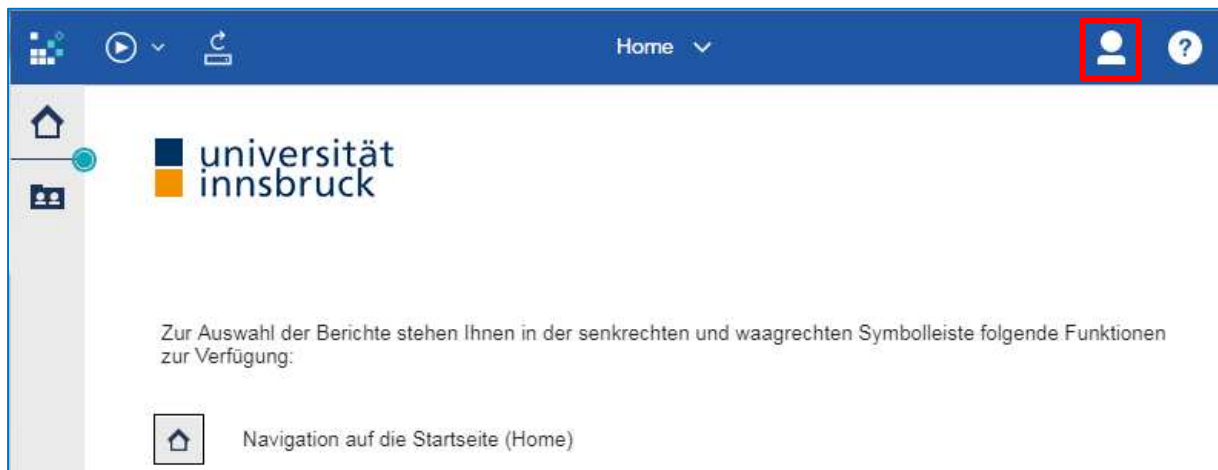 Home
?
universität
innsbruck
Zur Auswahl der Berichte stehen Ihnen in der senkrechten und waagrechten Symbolleiste folgende Funktionen
zur Verfügung:
Navigation auf die Startseite (Home)